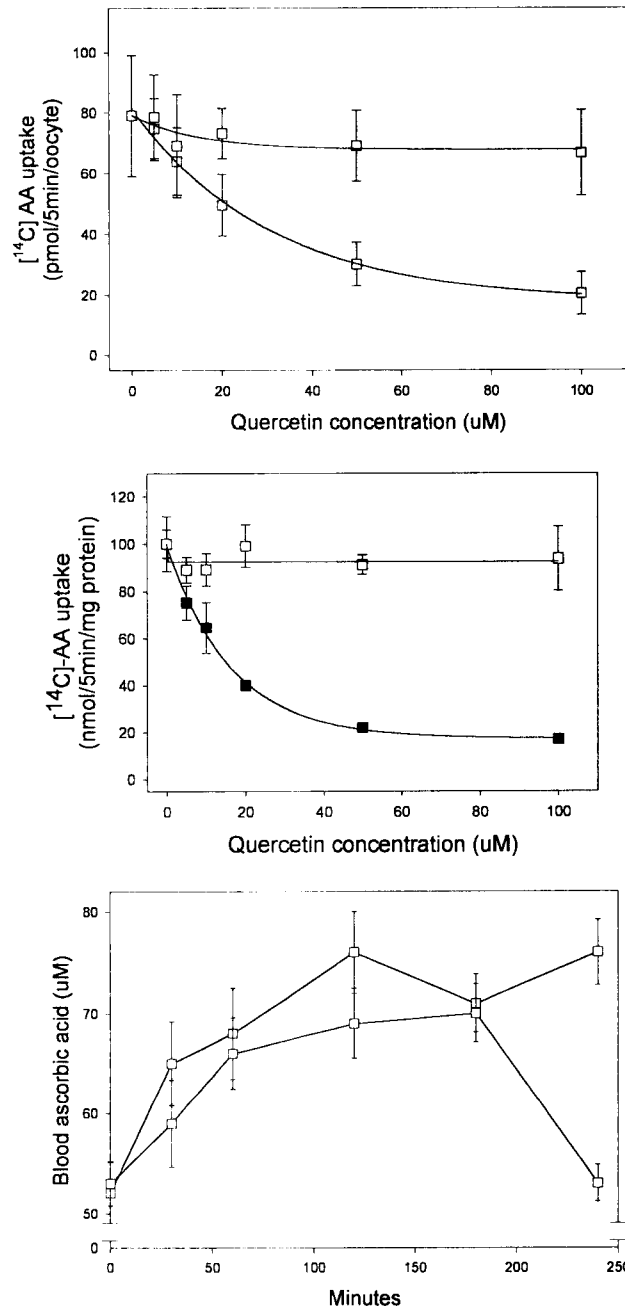 100
80
60
40
20
0
[14C] AA uptake
(pmol/5min/oocyte)
0 20 40 60 80 100
Quercetin concentration (uM)
120
100
80
60
40
20
0
[14C]-AA uptake
(nmol/5min/mg protein)
0 20 40 60 80 100
Quercetin concentration (uM)
80
70
60
50
0
Blood ascorbic acid (uM)
0 50 100 150 200 250
Minutes